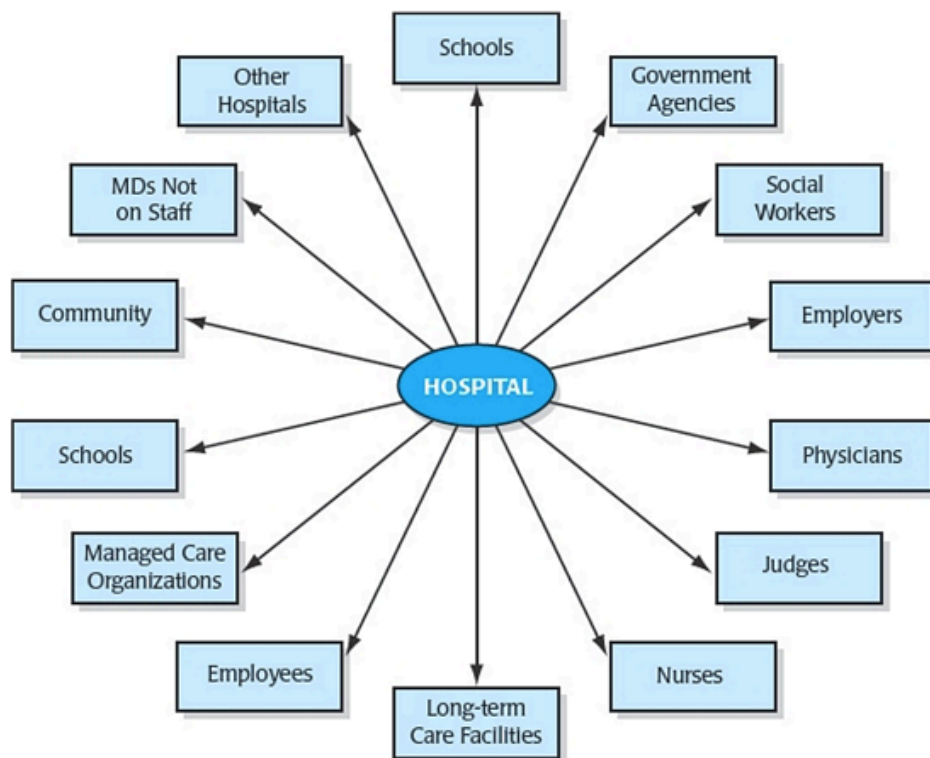 Schools
Other
Hospitals
Government
Agencies
MDs Not
on Staff
Social
Workers
Community
Employers
HOSPITAL
Schools
Physicians
Managed Care
Organizations
Judges
Employees
Nurses
Long-term
Care Facilities